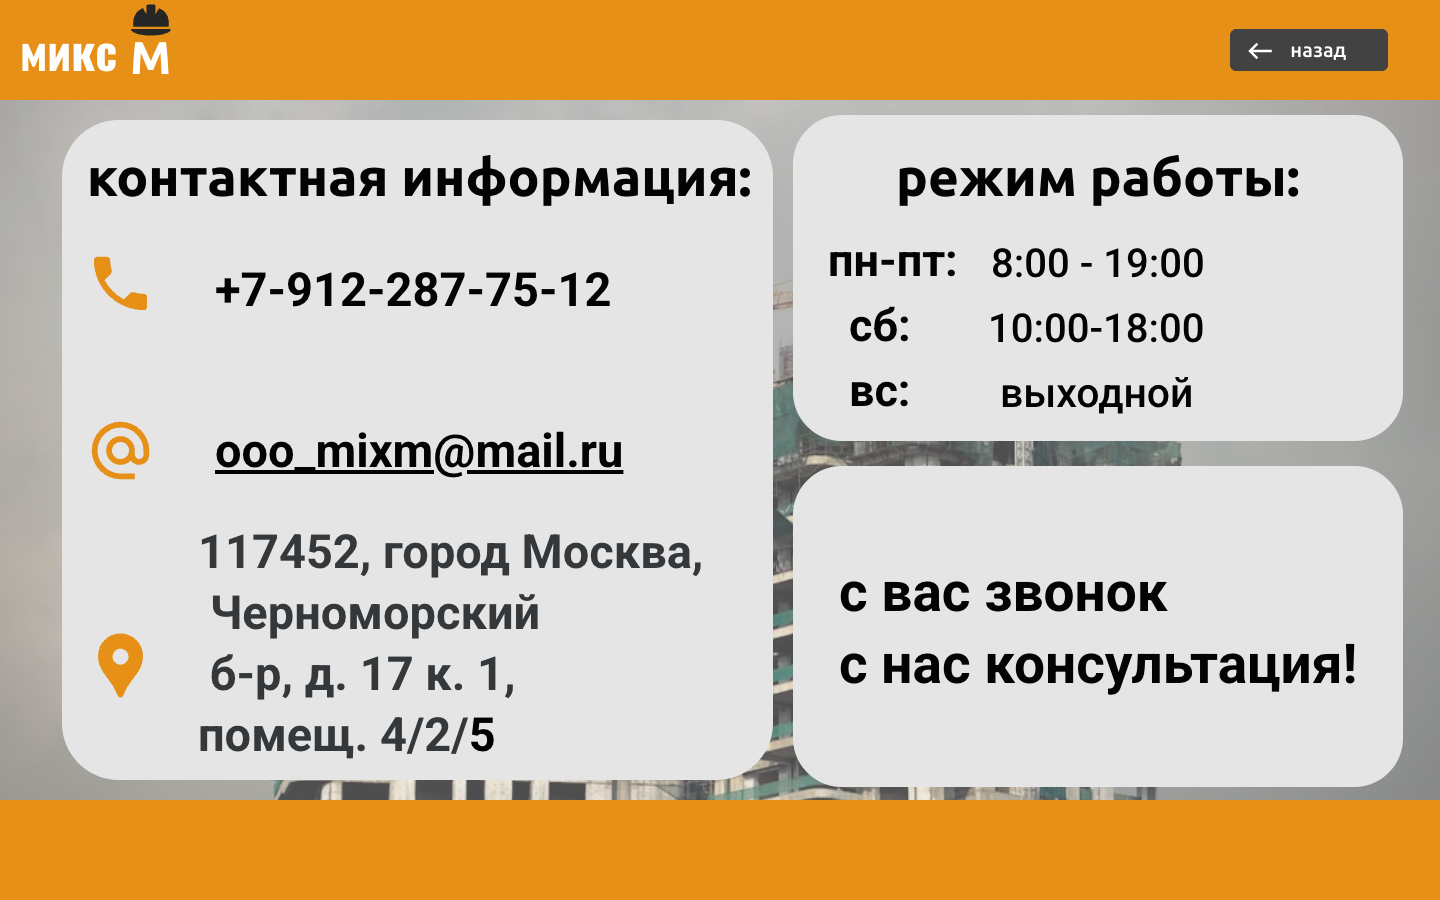 МИКС М
назад
контактная информация:
+7-912-287-75-12
ooo_mixm@mail.ru
117452, город Москва,
Черноморский
б-р, д. 17 к. 1,
помещ. 4/2/5
режим работы:
пн-пт: 8:00 - 19:00
сб: 10:00-18:00
вс: выходной
с вас звонок
с нас консультация!